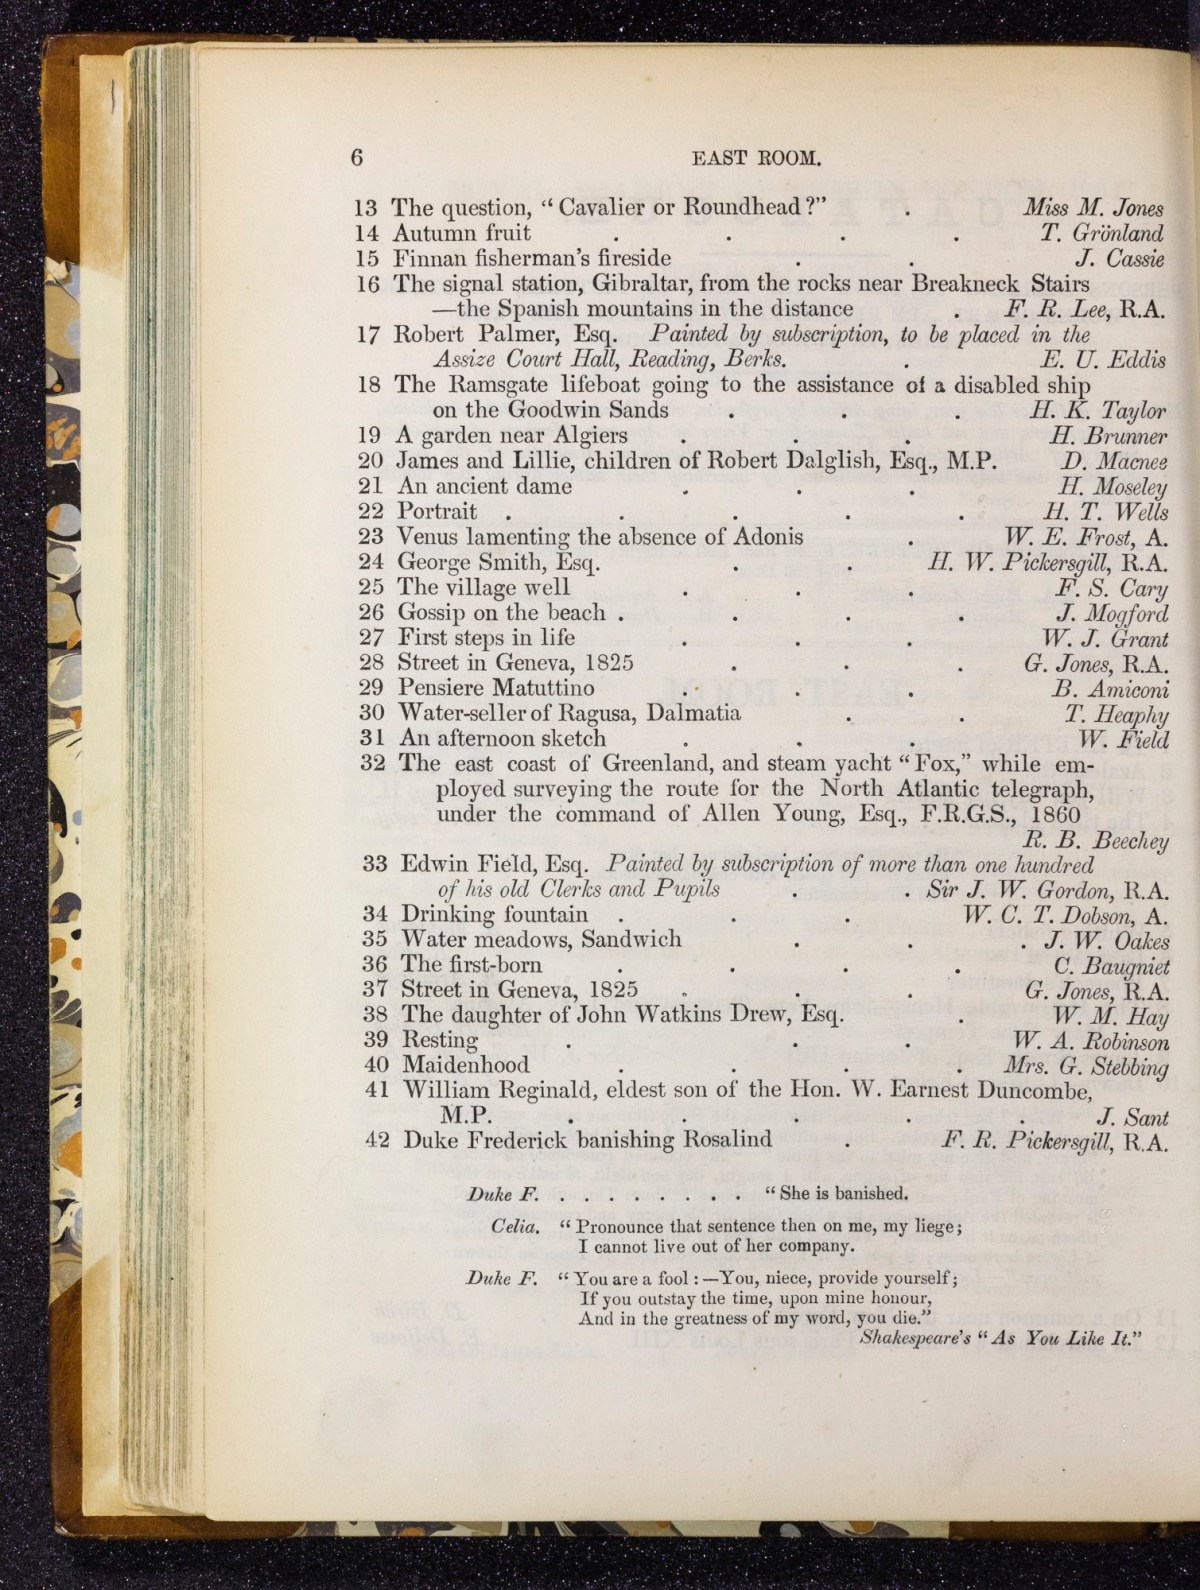 6 EAST ROOM.
13 The question, “Cavalier or Roundhead?” . Miss M. Jones
14 Autumn fruit . . . . T. Grönland
15 Finnan fisherman’s fireside . . J. Cassie
16 The signal station, Gibraltar, from the rocks near Breakneck Stairs
—the Spanish mountains in the distance . F. R. Lee, R.A.
17 Robert Palmer, Esq. Painted by subscription, to be placed in the
Assize Court Hall, Reading, Berks. . E. U. Eddis
18 The Ramsgate lifeboat going to the assistance of a disabled ship
on the Goodwin Sands . . . H. K. Taylor
19 A garden near Algiers . . . H. Brunner
20 James and Lillie, children of Robert Dalglish, Esq., M.P. D. Macnee
21 An ancient dame . . . H. Moseley
22 Portrait . . . . . H. T. Wells
23 Venus lamenting the absence of Adonis . W. E. Frost, A.
24 George Smith, Esq. . . H. W. Pickersgill, R.A.
25 The village well . . . F. S. Cary
26 Gossip on the beach . . . . J. Mogford
27 First steps in life . . . W. J. Grant
28 Street in Geneva, 1825 . . . G. Jones, R.A.
29 Pensiere Matuttino . . . B. Amiconi
30 Water-seller of Ragusa, Dalmatia . . T. Heaphy
31 An afternoon sketch . . . W. Field
32 The east coast of Greenland, and steam yacht “Fox,” while em-
ployed surveying the route for the North Atlantic telegraph,
under the command of Allen Young, Esq., F.R.G.S., 1860
R. B. Beechey
33 Edwin Field, Esq. Painted by subscription of more than one hundred
of his old Clerks and Pupils . . Sir J. W. Gordon, R.A.
34 Drinking fountain . . . W. C. T. Dobson, A.
35 Water meadows, Sandwich . . . J. W. Oakes
36 The first-born . . . . C. Baugniet
37 Street in Geneva, 1825 . . . G. Jones, R.A.
38 The daughter of John Watkins Drew, Esq. . W. M. Hay
39 Resting . . . W. A. Robinson
40 Maidenhood . . . . Mrs. G. Stebbing
41 William Reginald, eldest son of the Hon. W. Earnest Duncombe,
M.P. . . . . . J. Sant
42 Duke Frederick banishing Rosalind . F. R. Pickersgill, R.A.
Duke F. . . . . . . . . . “She is banished.
Celia. “Pronounce that sentence then on me, my liege;
I cannot live out of her company.
Duke F. “You are a fool:—You, niece, provide yourself;
If you outstay the time, upon mine honour,
And in the greatness of my word, you die.”
Shakespeare’s “As You Like It.”